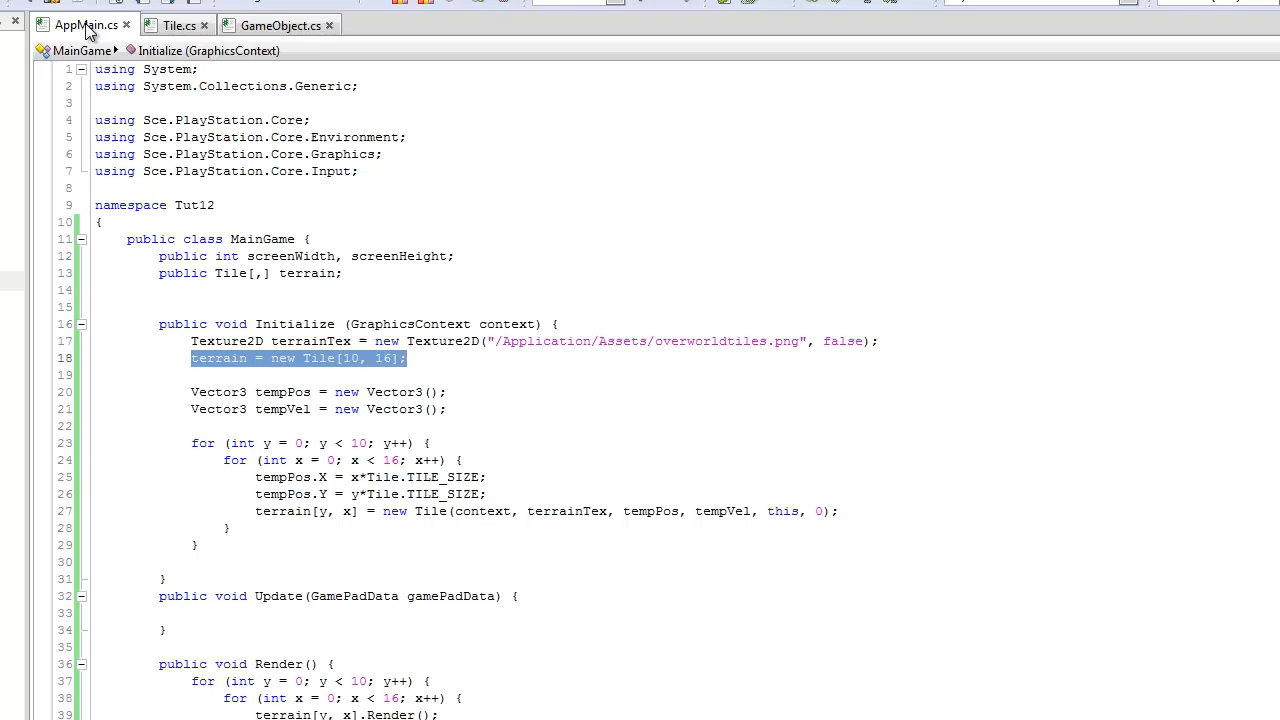 AppMain.cs Tile.cs GameObject.cs
MainGame Initialize (GraphicsContext)
1 using System;
2 using System.Collections.Generic;
3
4 using Sce.PlayStation.Core;
5 using Sce.PlayStation.Core.Environment;
6 using Sce.PlayStation.Core.Graphics;
7 using Sce.PlayStation.Core.Input;
8
9 namespace Tut12
10 {
11 public class MainGame {
12 public int screenWidth, screenHeight;
13 public Tile[,] terrain;
14
15
16 public void Initialize (GraphicsContext context) {
17 Texture2D terrainTex = new Texture2D("/Application/Assets/overworldtiles.png", false);
18 terrain = new Tile[10, 16];
19
20 Vector3 tempPos = new Vector3();
21 Vector3 tempVel = new Vector3();
22
23 for (int y = 0; y < 10; y++) {
24 for (int x = 0; x < 16; x++) {
25 tempPos.X = x*Tile.TILE_SIZE;
26 tempPos.Y = y*Tile.TILE_SIZE;
27 terrain[y, x] = new Tile(context, terrainTex, tempPos, tempVel, this, 0);
28 }
29 }
30
31 }
32 public void Update(GamePadData gamePadData) {
33
34 }
35
36 public void Render() {
37 for (int y = 0; y < 10; y++) {
38 for (int x = 0; x < 16; x++) {
39 terrain[y, x].Render();